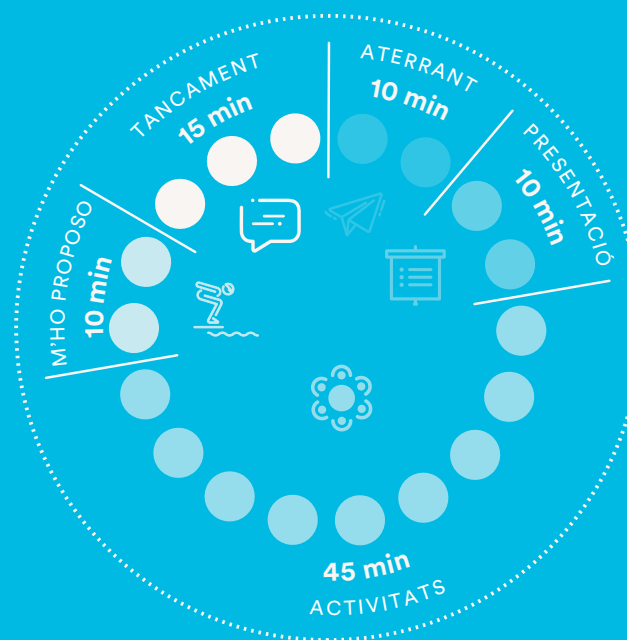 ATERRANT
10 min
PRESENTACIÓ
10 min
45 min
ACTIVITATS
M'HO PROPOSO
10 min
TANCAMENT
15 min